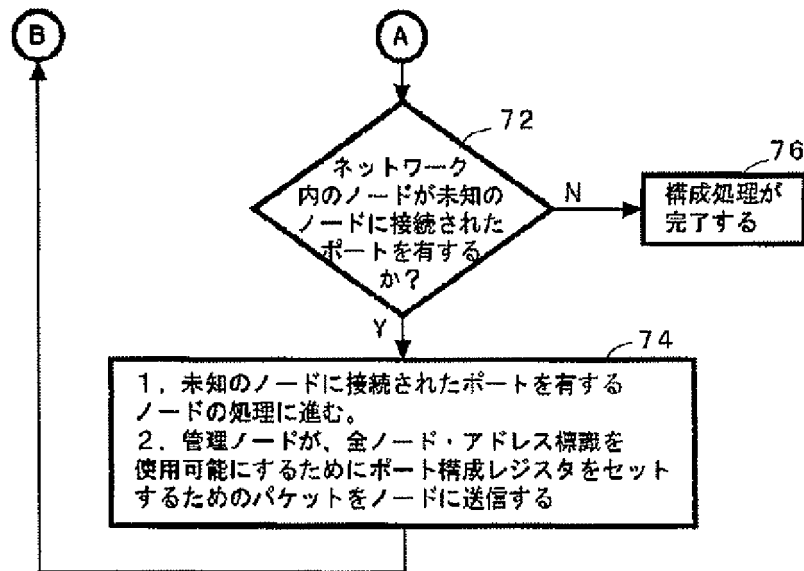 B
A
72
ネットワーク
内のノードが未知の
ノードに接続された
ポートを有する
か？
N
76
構成処理が
完了する
Y
74
1．未知のノードに接続されたポートを有する
ノードの処理に進む。
2．管理ノードが、全ノード・アドレス標識を
使用可能にするためにポート構成レジスタをセット
するためのパケットをノードに送信する